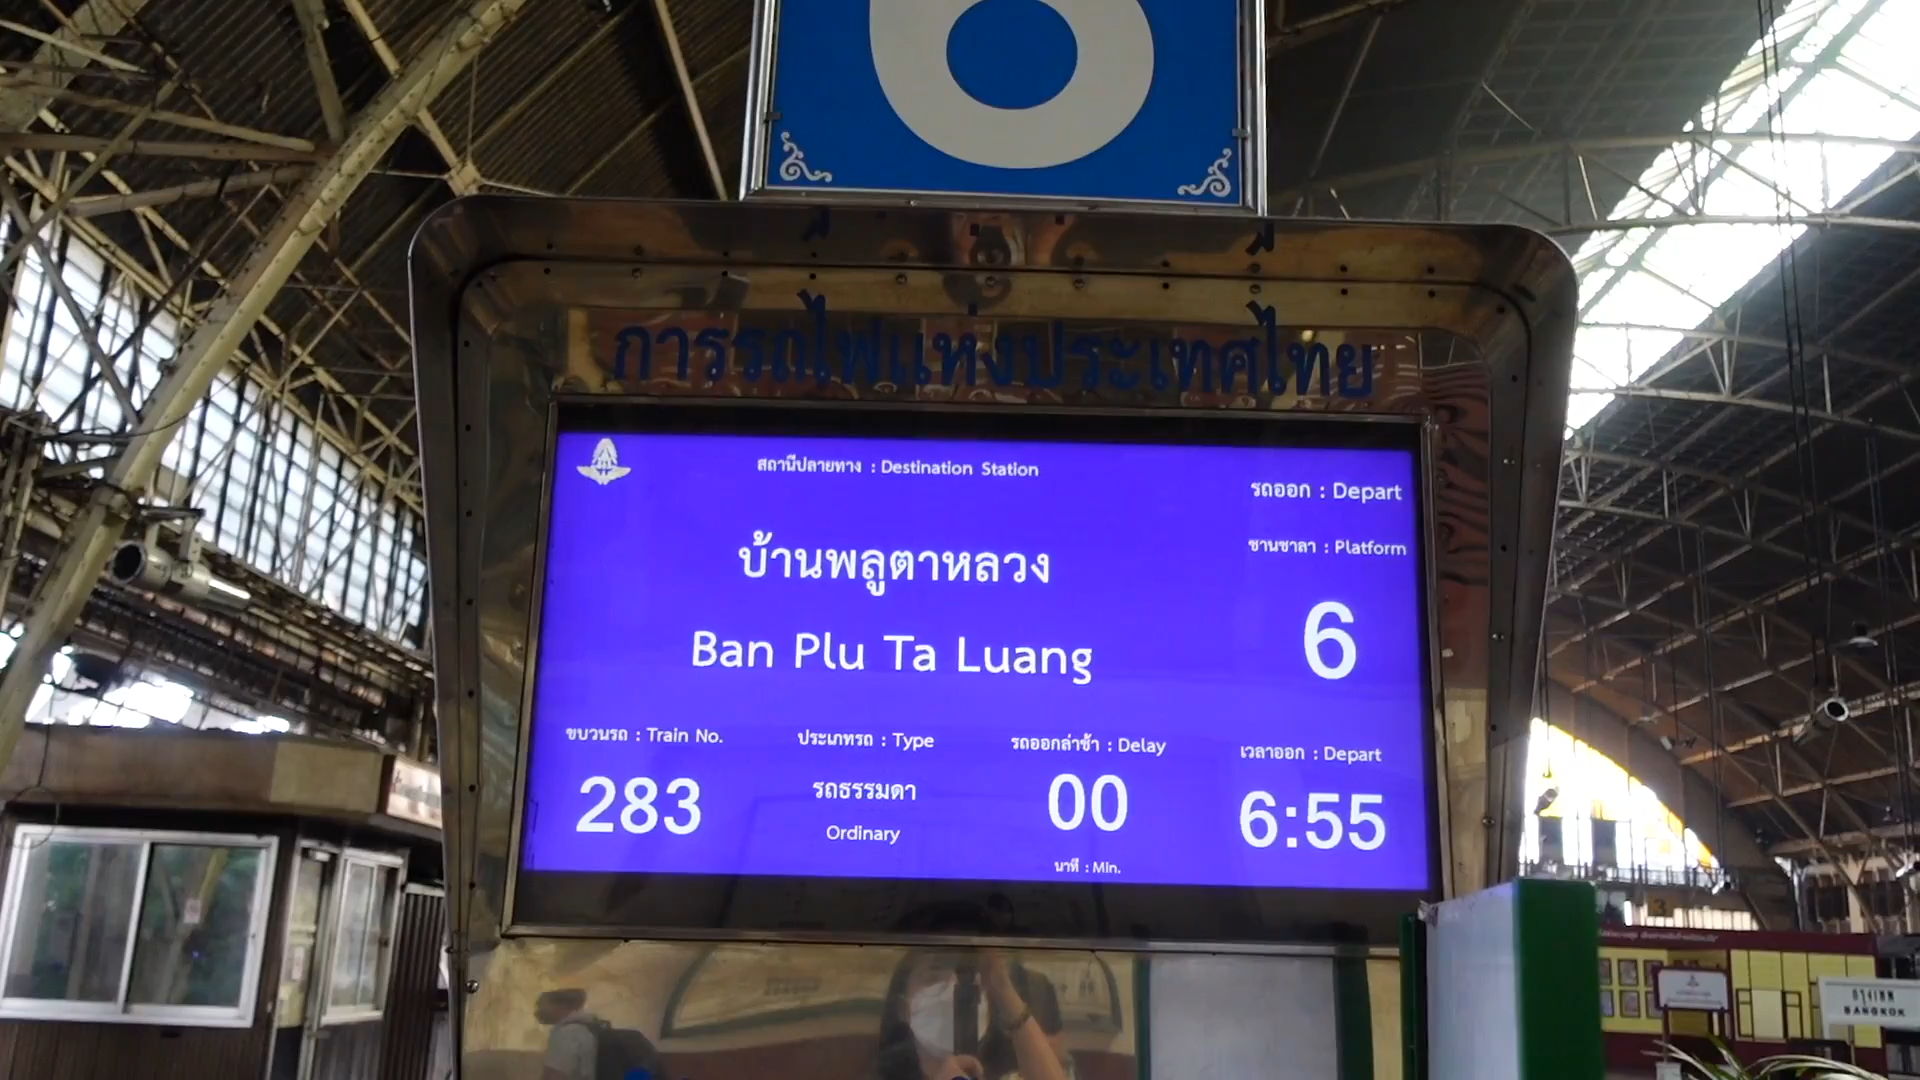 6
การรถไฟแห่งประเทศไทย
สถานีปลายทาง : Destination Station
รถออก : Depart
ชานชาลา : Platform
บ้านพลูตาหลวง
6
Ban Plu Ta Luang
ขบวนรถ : Train No.
ประเภทรถ : Type
รถออกล่าช้า : Delay
เวลาออก : Depart
283
รถธรรมดา
00
6:55
Ordinary
นาที : Min.
กรุงเทพ
BANGKOK